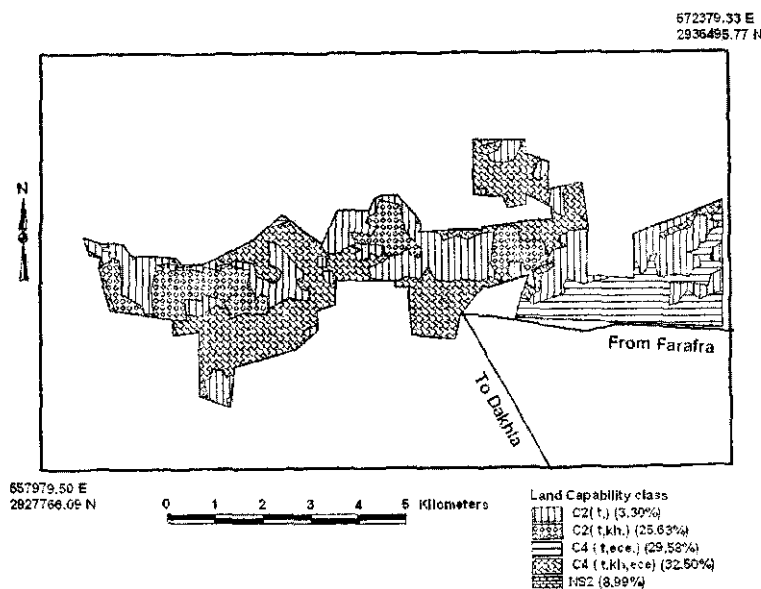 672379.33 E
2936495.77 N
N
From Farafra
To Dakhla
657979.50 E
2927766.09 N
0 1 2 3 4 5 Kilometers
Land Capability class
C2( t,) (3.30%)
C2( t,kh.) (25.63%)
C4 ( t,ece.) (29.58%)
C4 ( t,kh,ece) (32.50%)
NS2 (8.99%)